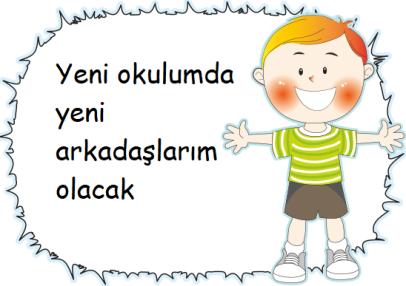 Yeni okulumda
yeni
arkadaşlarım
olacak